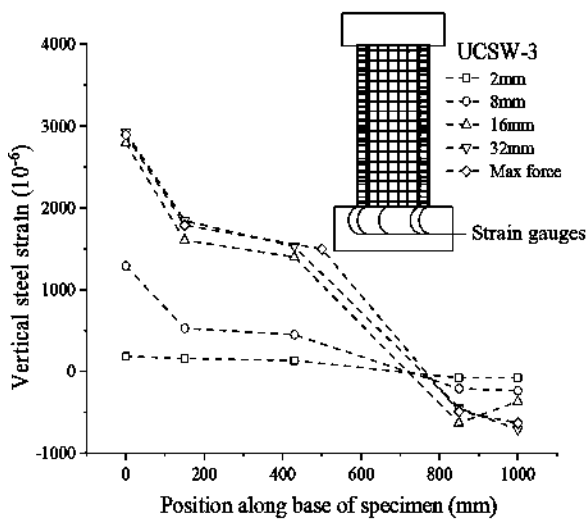 4000
3000
2000
1000
0
-1000
Vertical steel strain (10-6)
UCSW-3
2mm
8mm
16mm
32mm
Max force
Strain gauges
0
200
400
600
800
1000
Position along base of specimen (mm)